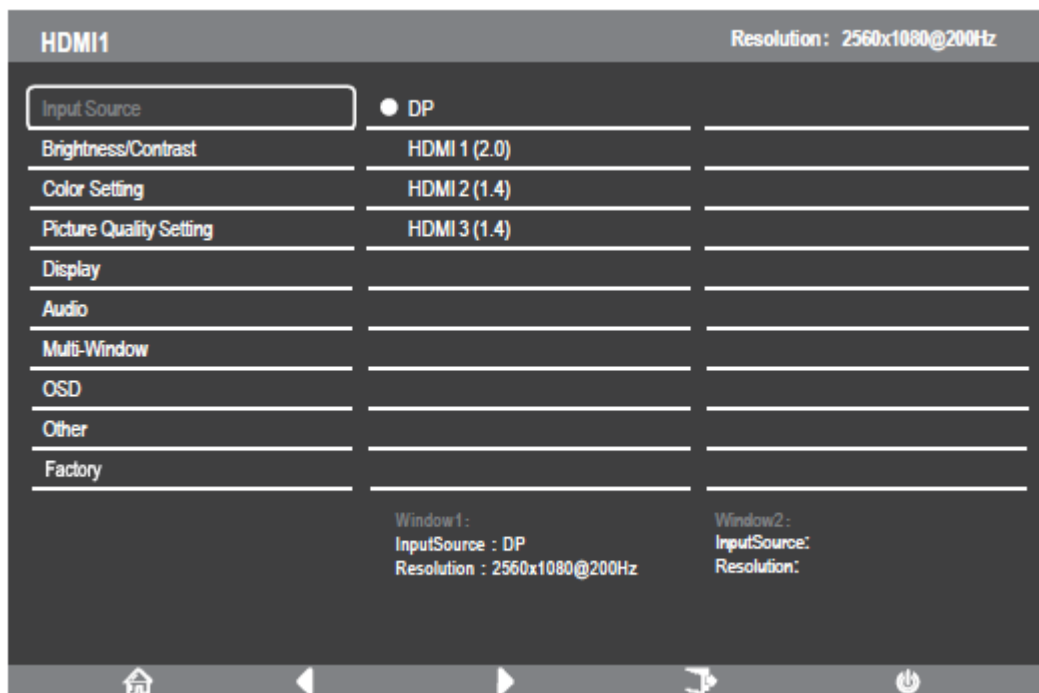 HDMI1 Resolution: 2560x1080@200Hz
Input Source DP
Brightness/Contrast HDMI 1 (2.0)
Color Setting HDMI 2 (1.4)
Picture Quality Setting HDMI 3 (1.4)
Display
Audio
Multi-Window
OSD
Other
Factory
Window1: Window2:
InputSource : DP InputSource:
Resolution : 2560x1080@200Hz Resolution: